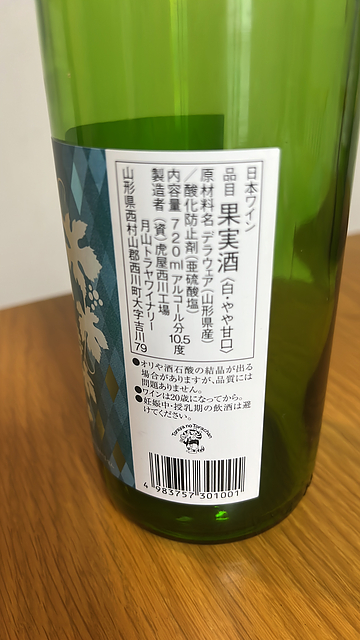 日本ワイン
品目 果実酒〈白・やや甘口〉
原材料名 デラウェア(山形県産)
／酸化防止剤(亜硫酸塩)
内容量 720ml アルコール分 10.5度
製造者 (資)虎屋西川工場
月山トラヤワイナリー
山形県西村山郡西川町大字吉川79
●オリや酒石酸の結晶が出る
場合がありますが、品質には
問題ありません。
●ワインは20歳になってから。
●妊娠中・授乳期の飲酒は避
けてください。
4 983757 301001